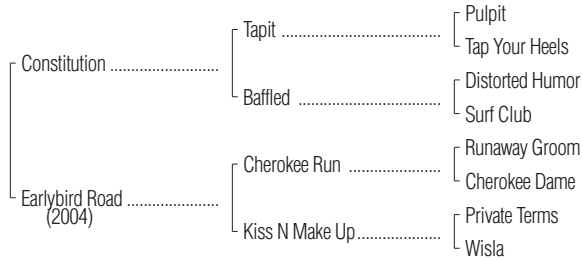 Pulpit
Tapit ........................................
Tap Your Heels
Constitution ...........................
Distorted Humor
Baffled ....................................
Surf Club
Runaway Groom
Cherokee Run .......................
Cherokee Dame
Earlybird Road .......................
(2004)
Private Terms
Kiss N Make Up.....................
Wisla